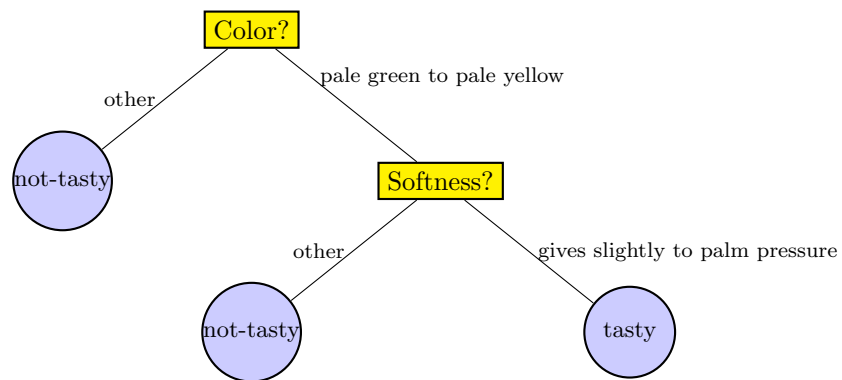 Color?
pale green to pale yellow
other
not-tasty
Softness?
other
gives slightly to palm pressure
not-tasty
tasty